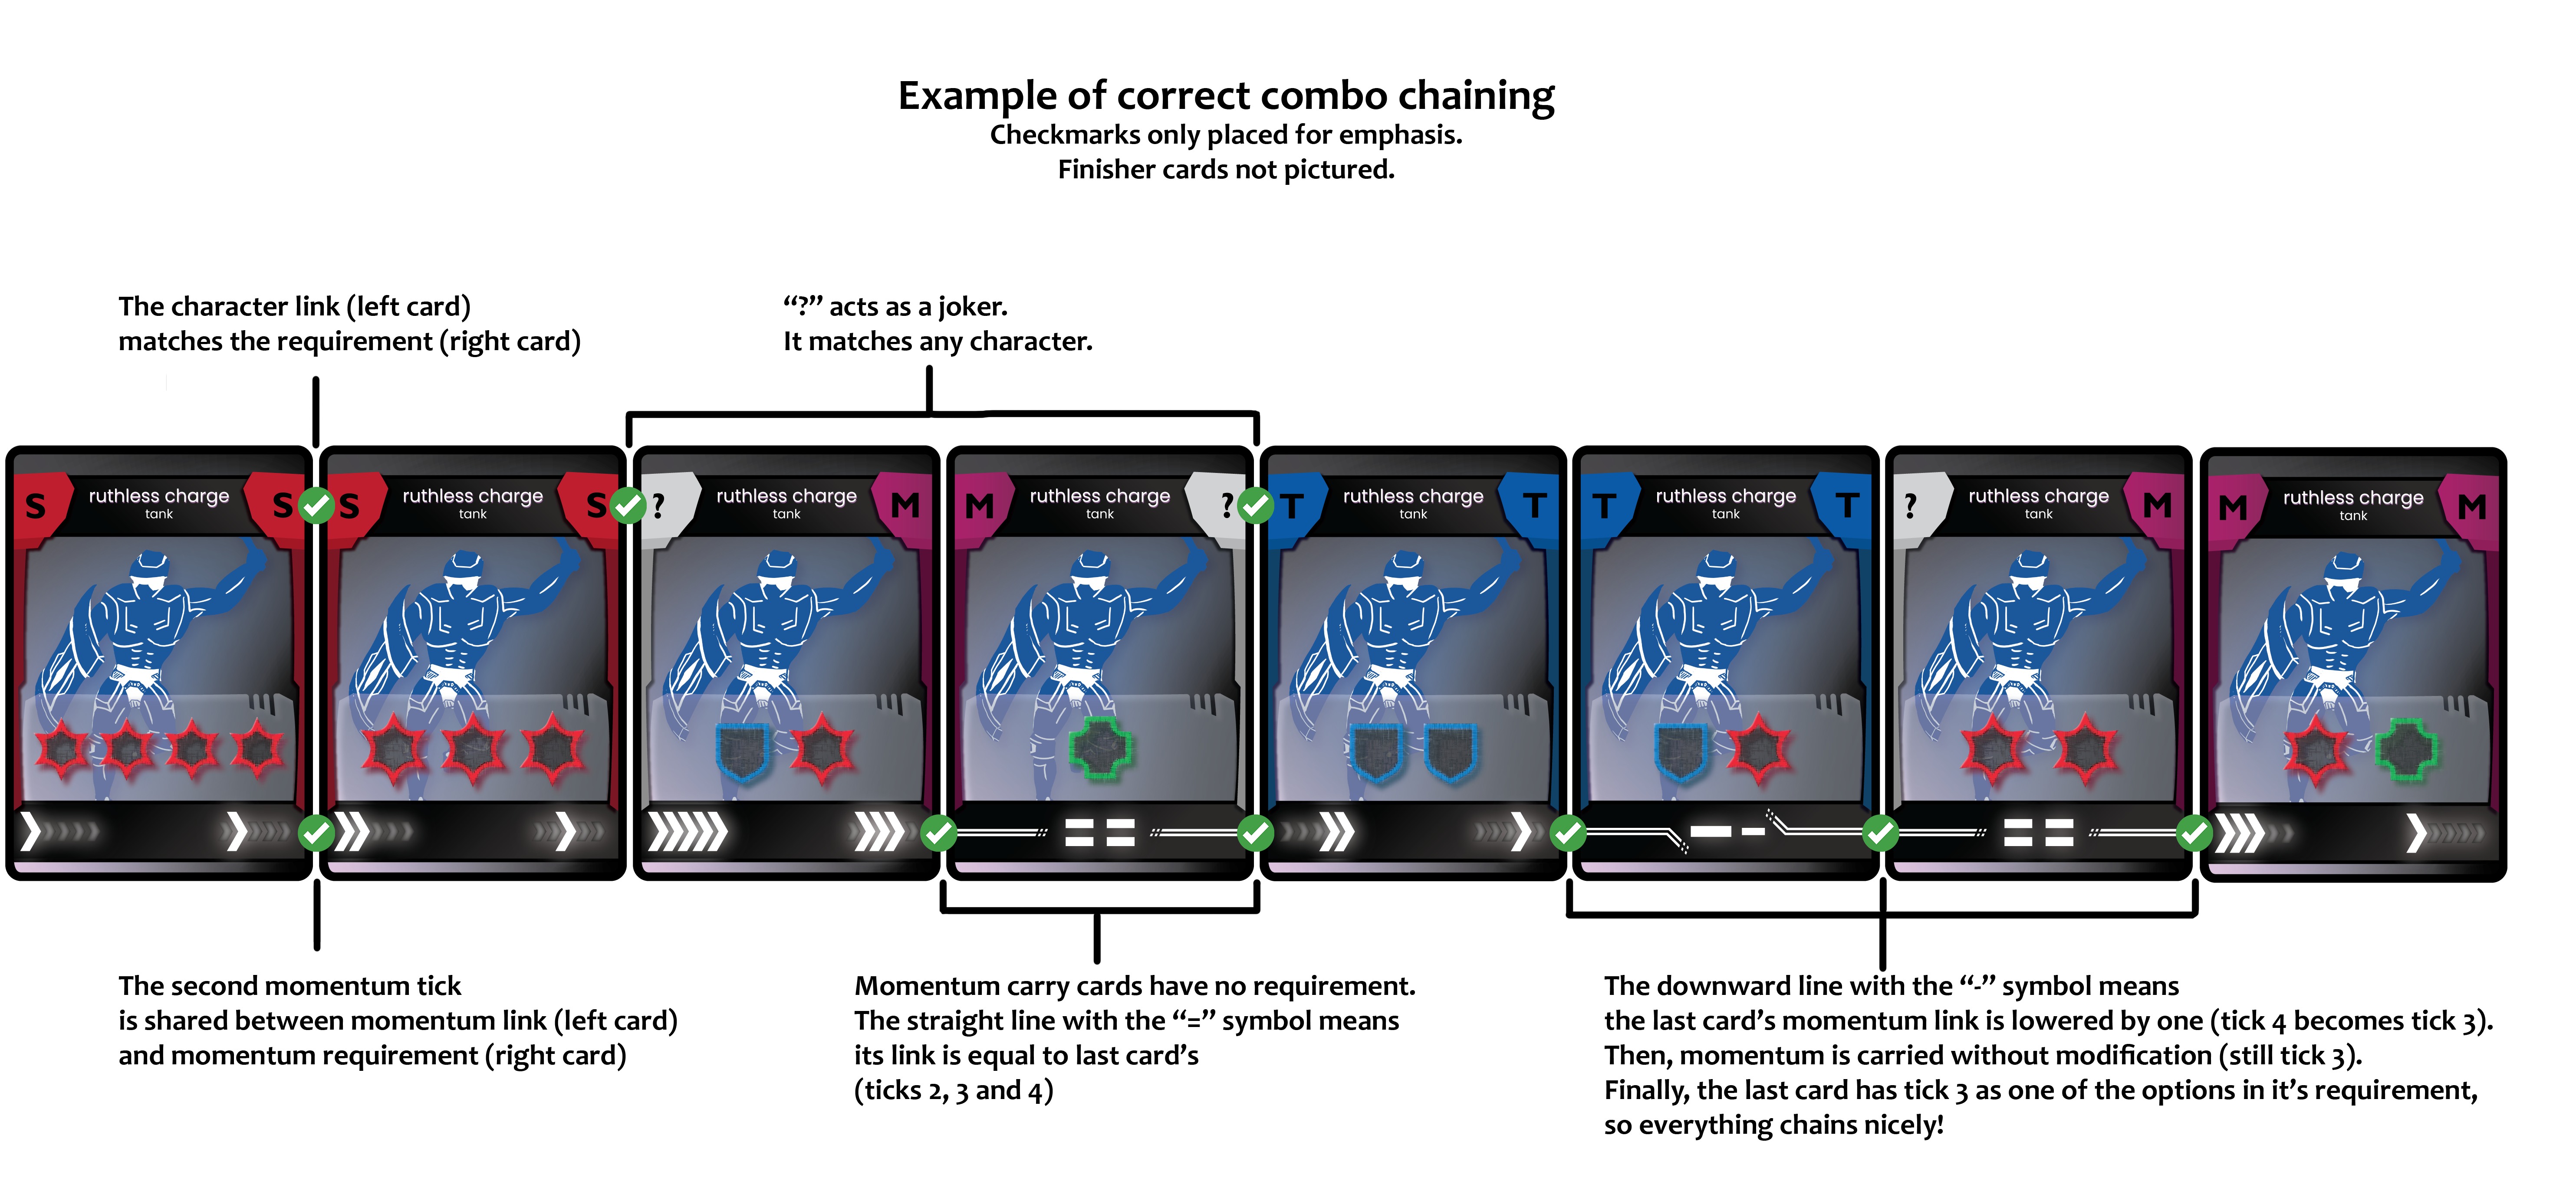 Example of correct combo chaining
Checkmarks only placed for emphasis.
Finisher cards not pictured.
The character link (left card)
matches the requirement (right card)
“?” acts as a joker.
It matches any character.
S ruthless charge S
tank
S ruthless charge S
tank
? ruthless charge M
tank
M ruthless charge ?
tank
T ruthless charge T
tank
T ruthless charge T
tank
? ruthless charge M
tank
M ruthless charge M
tank
The second momentum tick
is shared between momentum link (left card)
and momentum requirement (right card)
Momentum carry cards have no requirement.
The straight line with the “=” symbol means
its link is equal to last card’s
(ticks 2, 3 and 4)
The downward line with the “-” symbol means
the last card’s momentum link is lowered by one (tick 4 becomes tick 3).
Then, momentum is carried without modification (still tick 3).
Finally, the last card has tick 3 as one of the options in it’s requirement,
so everything chains nicely!